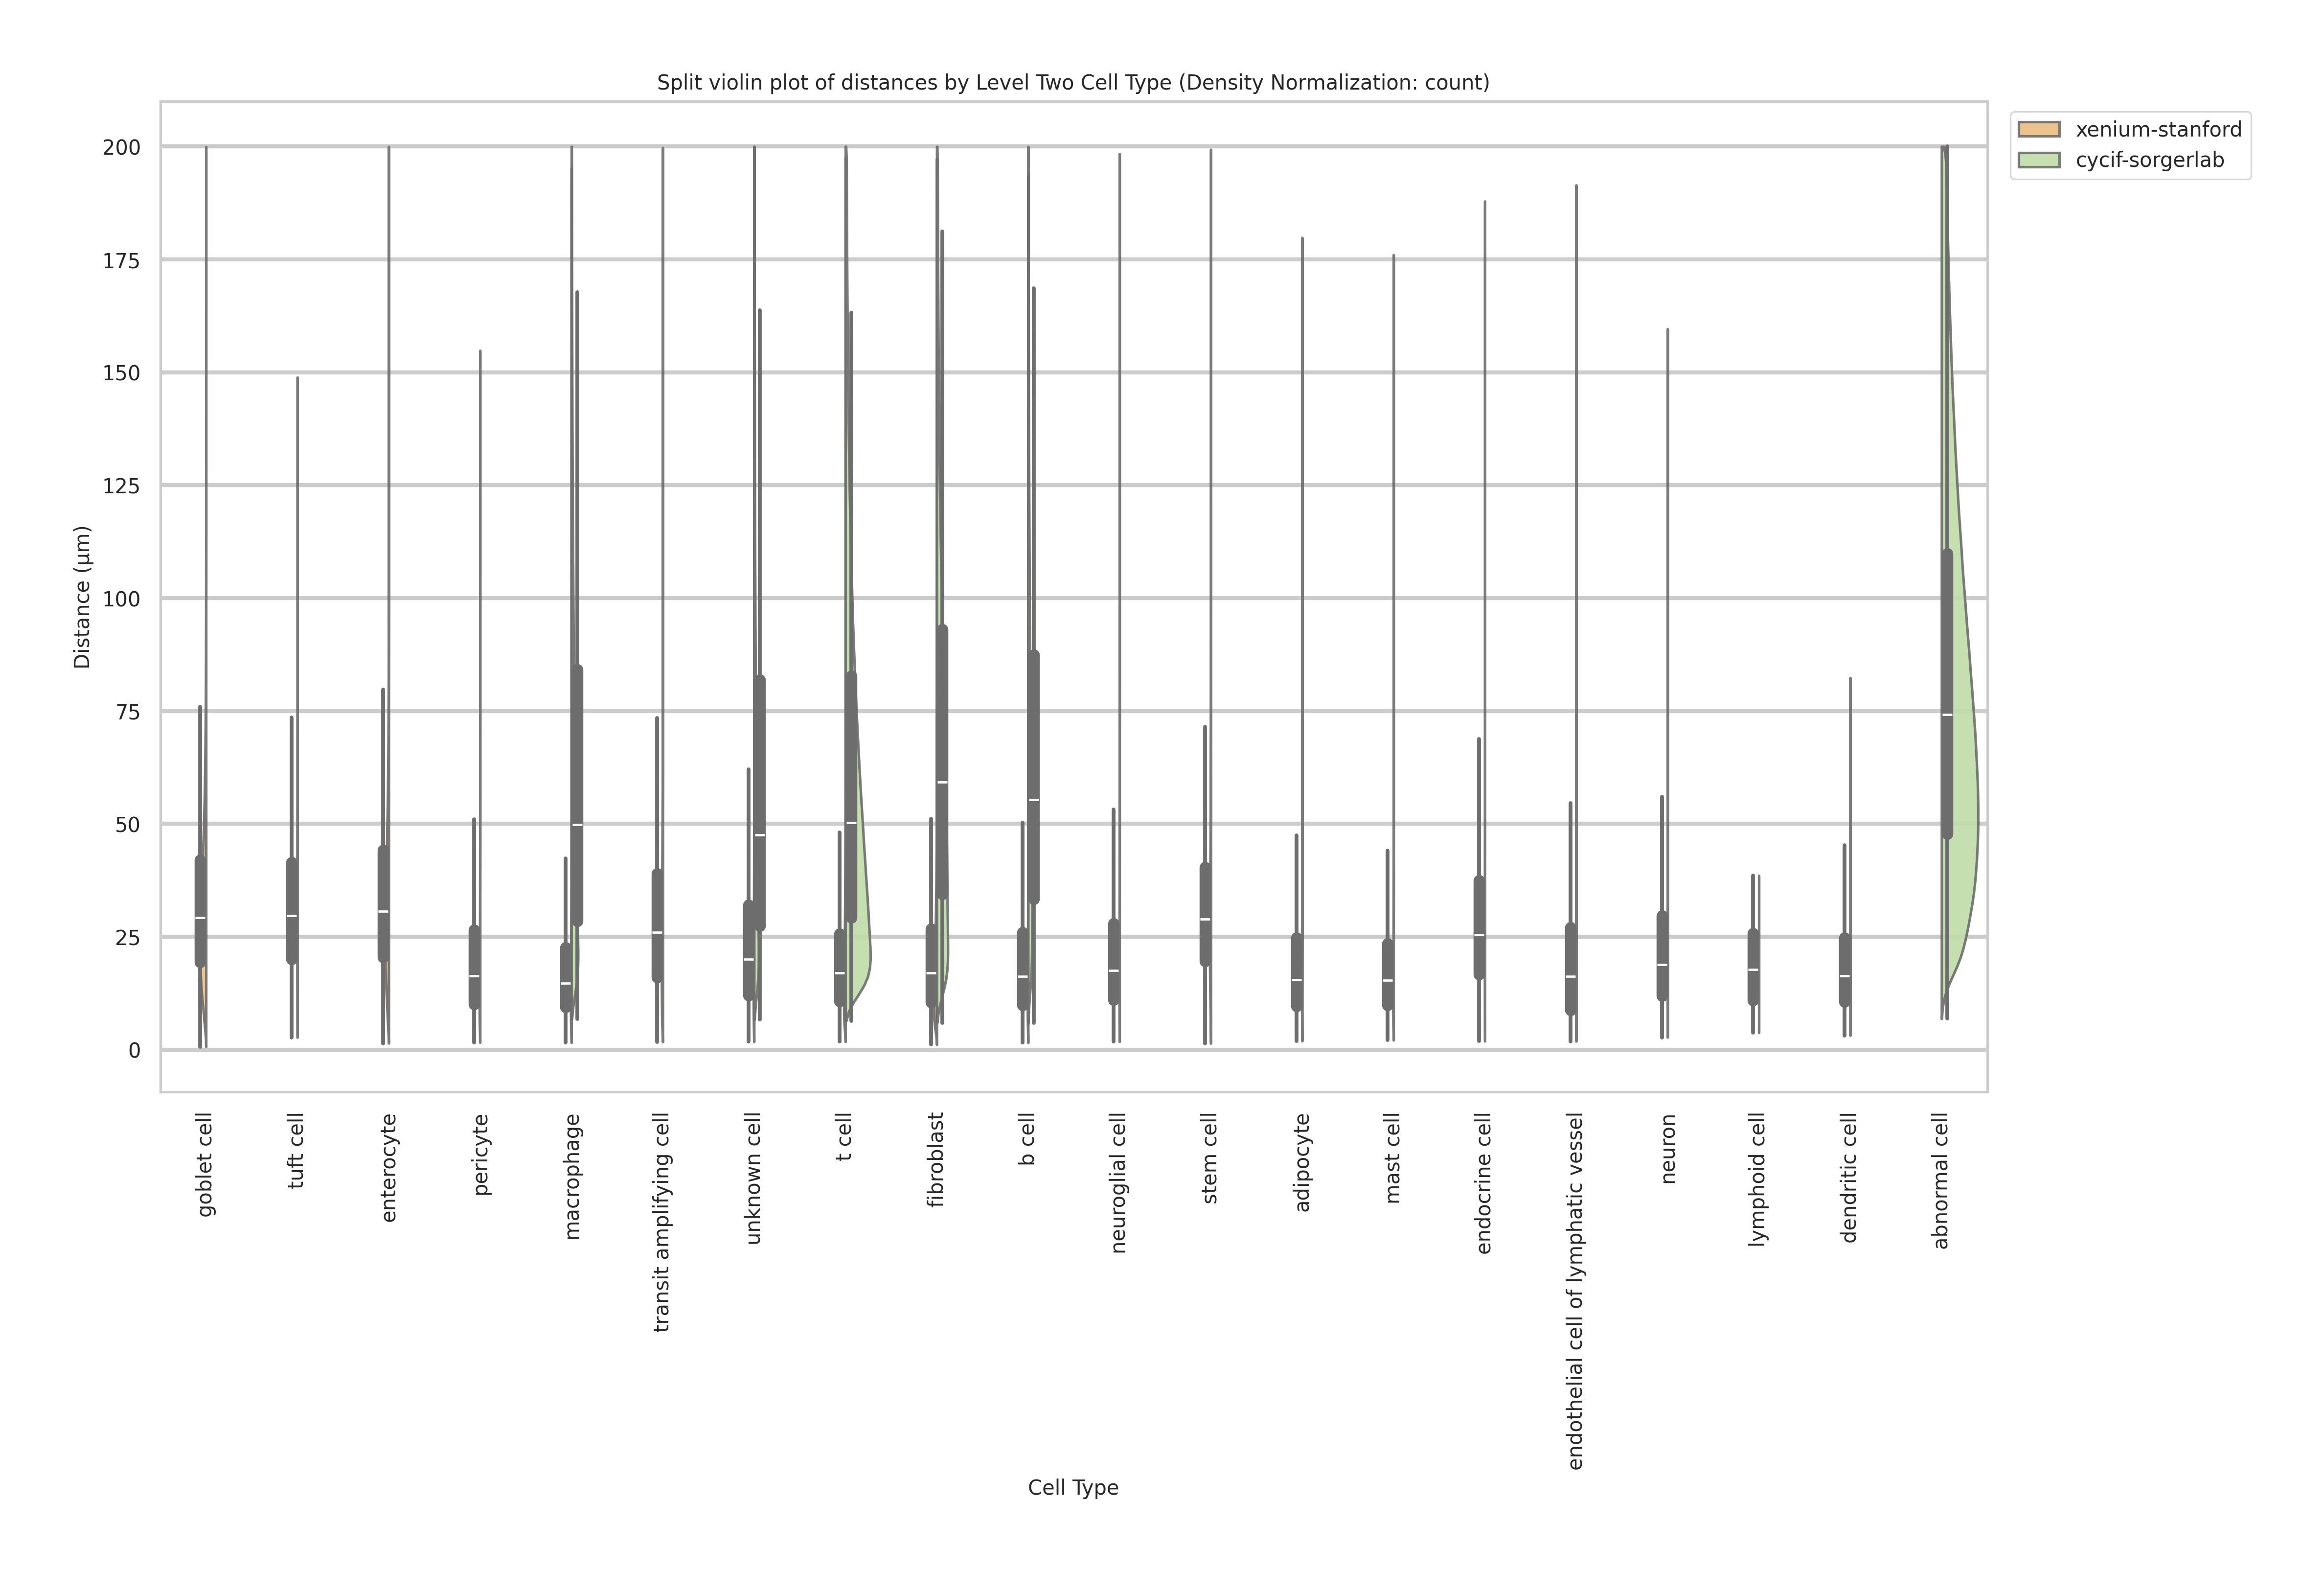 Split violin plot of distances by Level Two Cell Type (Density Normalization: count)
xenium-stanford
cycif-sorgerlab
200
175
150
125
100
75
50
25
0
Distance (µm)
goblet cell
tuft cell
enterocyte
pericyte
macrophage
transit amplifying cell
unknown cell
t cell
fibroblast
b cell
neuroglial cell
stem cell
adipocyte
mast cell
endocrine cell
endothelial cell of lymphatic vessel
neuron
lymphoid cell
dendritic cell
abnormal cell
Cell Type